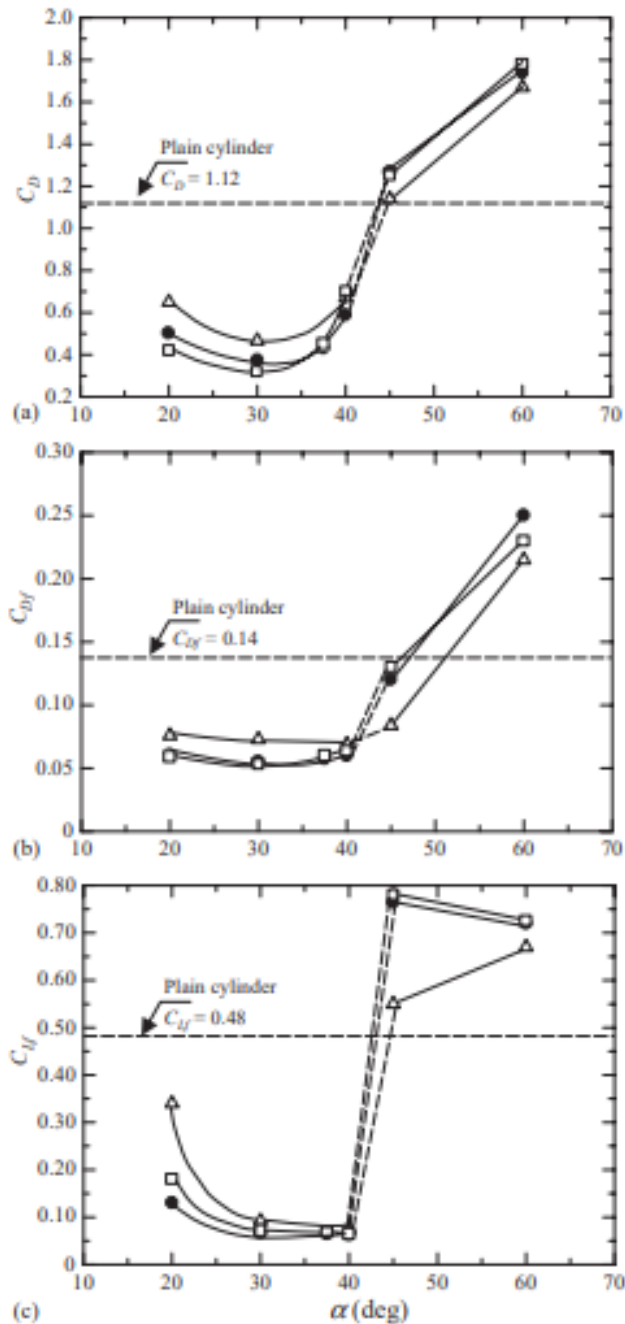 2.0
1.8
1.6
1.4
1.2
1.0
0.8
0.6
0.4
0.2
C_D
Plain cylinder
C_D = 1.12
(a)
10 20 30 40 50 60 70
0.30
0.25
0.20
0.15
0.10
0.05
0
C_Df
Plain cylinder
C_Df = 0.14
(b)
10 20 30 40 50 60 70
0.80
0.70
0.60
0.50
0.40
0.30
0.20
0.10
0
C_Lf
Plain cylinder
C_Lf = 0.48
10 20 30 40 50 60 70
(c)
α (deg)